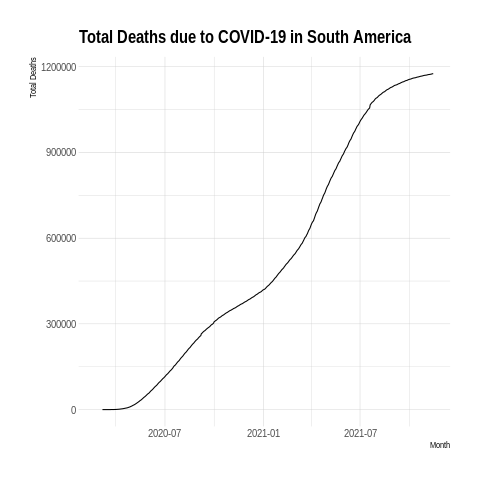 Total Deaths due to COVID-19 in South America
Total Deaths
1200000
900000
600000
300000
0
2020-07 2021-01 2021-07
Month